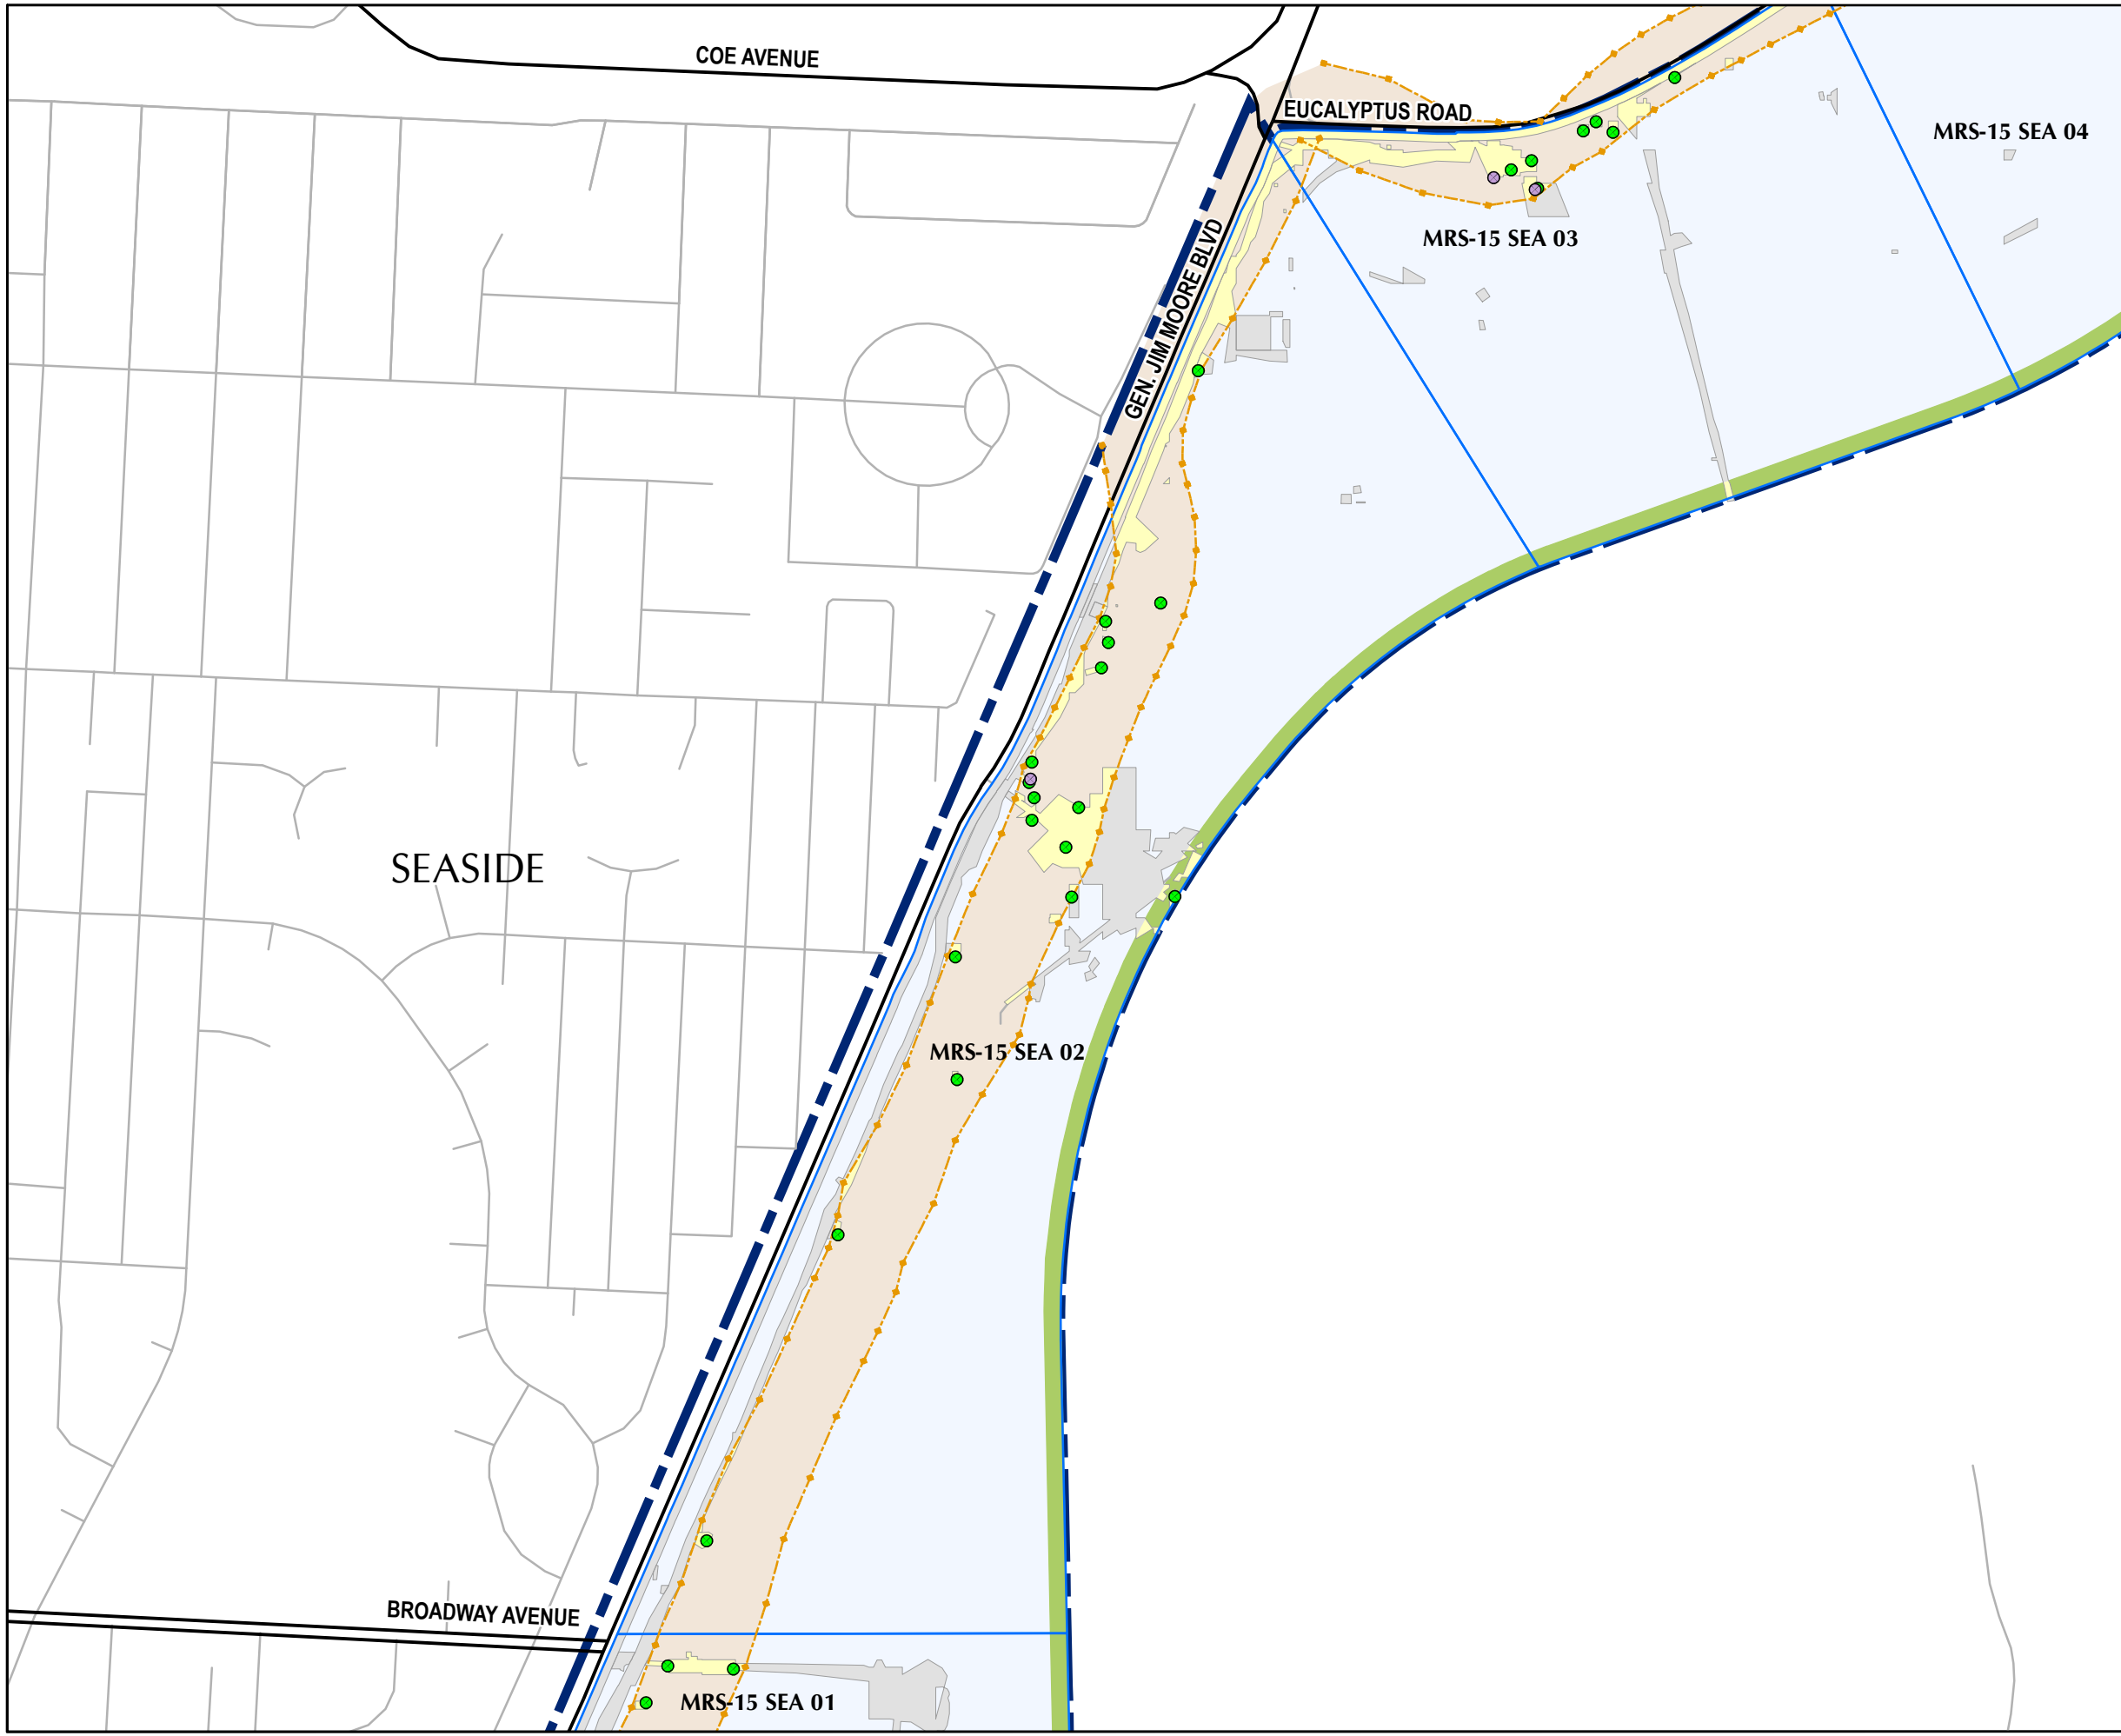 COE AVENUE
EUCALYPTUS ROAD
MRS-15 SEA 04
MRS-15 SEA 03
GEN. JIM MOORE BLVD
SEASIDE
MRS-15 SEA 02
BROADWAY AVENUE
MRS-15 SEA 01